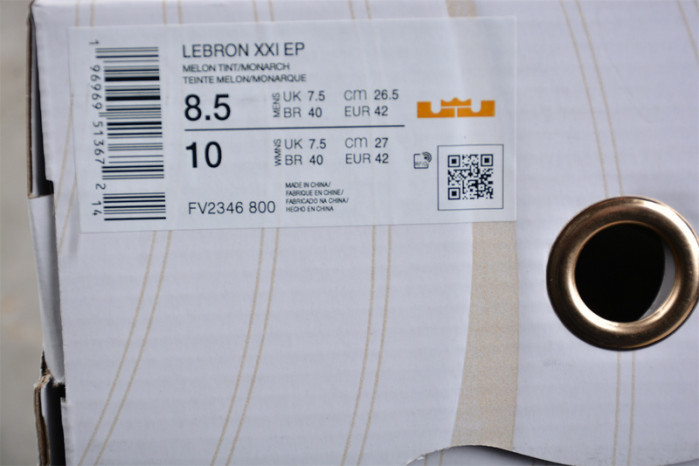 LEBRON XXI EP
MELON TINT/MONARCH
TEINTE MELON/MONARQUE
8.5 MENS UK 7.5 cm 26.5
BR 40 EUR 42
10 WMNS UK 7.5 cm 27
BR 40 EUR 42
FV2346 800
MADE IN CHINA/
FABRIQUE EN CHINE/
FABRICADO NA CHINA/
HECHO EN CHINA
1 96969 51367 2 14